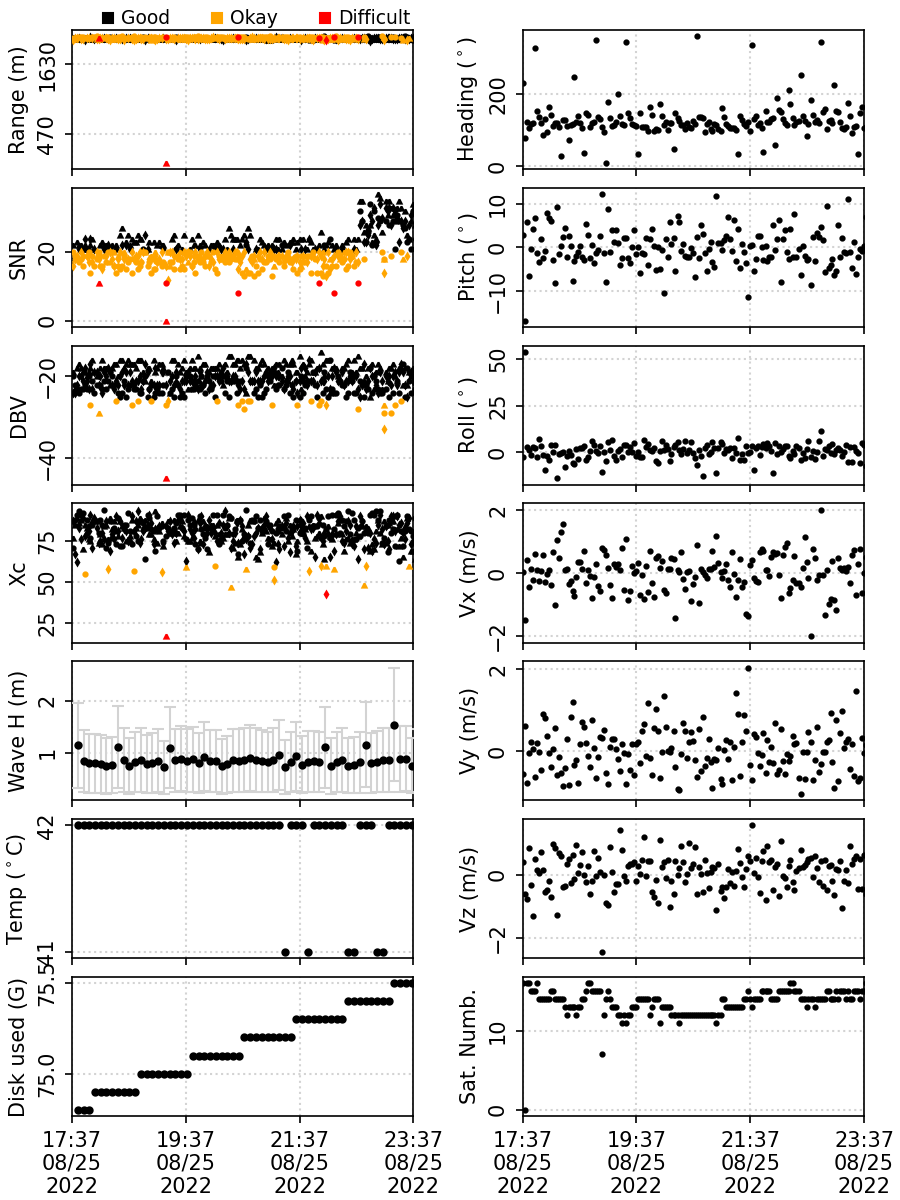 Good Okay Difficult
Range (m)
1630
470
Heading (°)
200
0
SNR
20
0
Pitch (°)
10
0
−10
DBV
−20
−40
Roll (°)
50
25
0
Xc
75
50
25
Vx (m/s)
2
0
−2
Wave H (m)
2
1
Vy (m/s)
2
0
Temp (°C)
42
41
Vz (m/s)
0
−2
Disk used (G)
75.5
75.0
Sat. Numb.
10
0
17:37 19:37 21:37 23:37 17:37 19:37 21:37 23:37
08/25 08/25 08/25 08/25 08/25 08/25 08/25 08/25
2022 2022 2022 2022 2022 2022 2022 2022